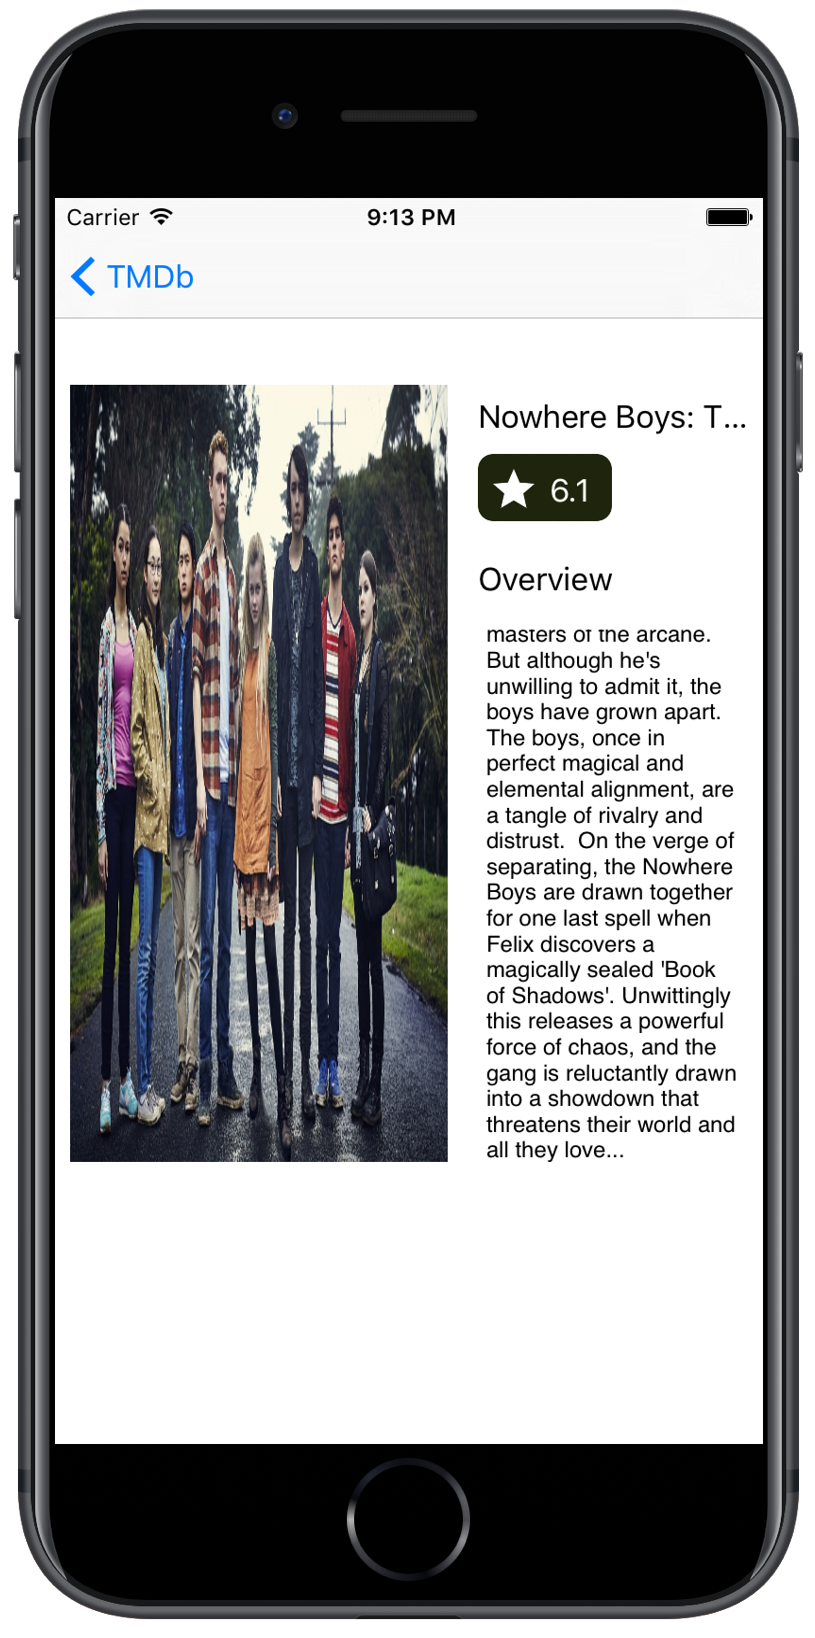 Carrier 9:13 PM
TMDb
Nowhere Boys: T...
6.1
Overview
masters of the arcane.
But although he's
unwilling to admit it, the
boys have grown apart.
The boys, once in
perfect magical and
elemental alignment, are
a tangle of rivalry and
distrust.  On the verge of
separating, the Nowhere
Boys are drawn together
for one last spell when
Felix discovers a
magically sealed 'Book
of Shadows'. Unwittingly
this releases a powerful
force of chaos, and the
gang is reluctantly drawn
into a showdown that
threatens their world and
all they love...